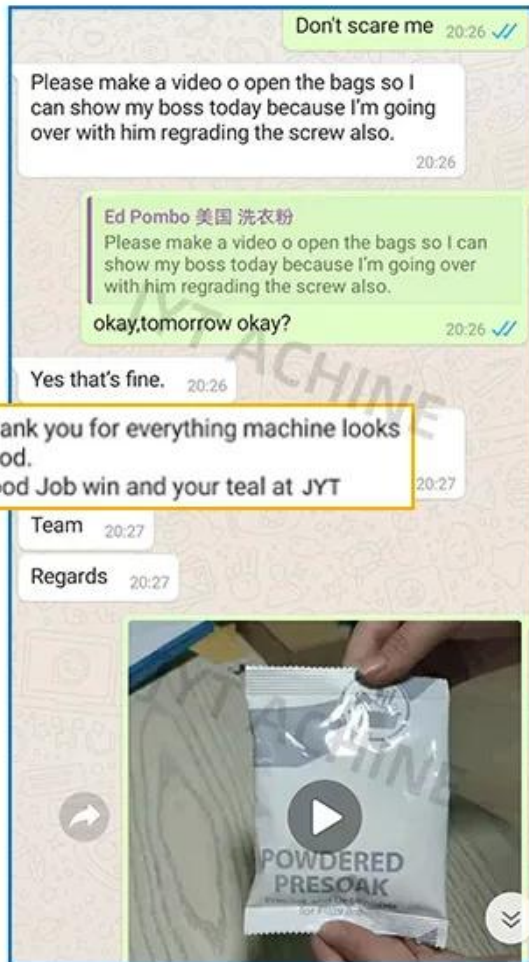 Don't scare me 20:26
Please make a video o open the bags so I
can show my boss today because I'm going
over with him regrading the screw also.
20:26
Ed Pombo 美国 洗衣粉
Please make a video o open the bags so I can
show my boss today because I'm going over
with him regrading the screw also.
okay,tomorrow okay? 20:26
JYT ACHINE
Yes that's fine. 20:26
ank you for everything machine looks
od.
od Job win and your teal at JYT
20:27
Team 20:27
Regards 20:27
JYT ACHINE
POWDERED
PRESOAK